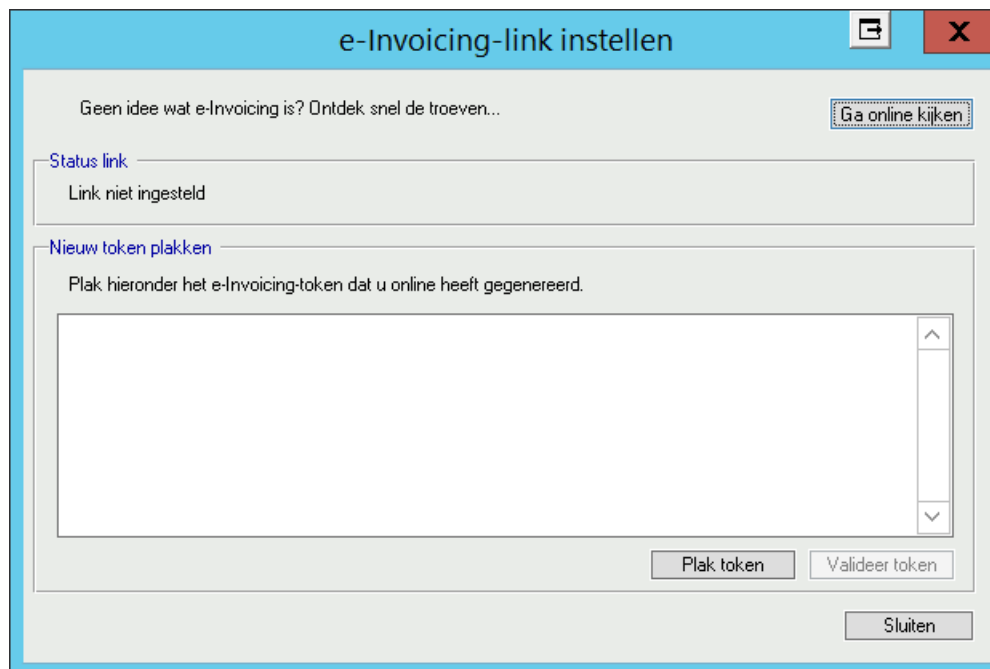 e-Invoicing-link instellen
X
Geen idee wat e-Invoicing is? Ontdek snel de troeven...
Ga online kijken
Status link
Link niet ingesteld
Nieuw token plakken
Plak hieronder het e-Invoicing-token dat u online heeft gegenereerd.
Plak token
Valideer token
Sluiten